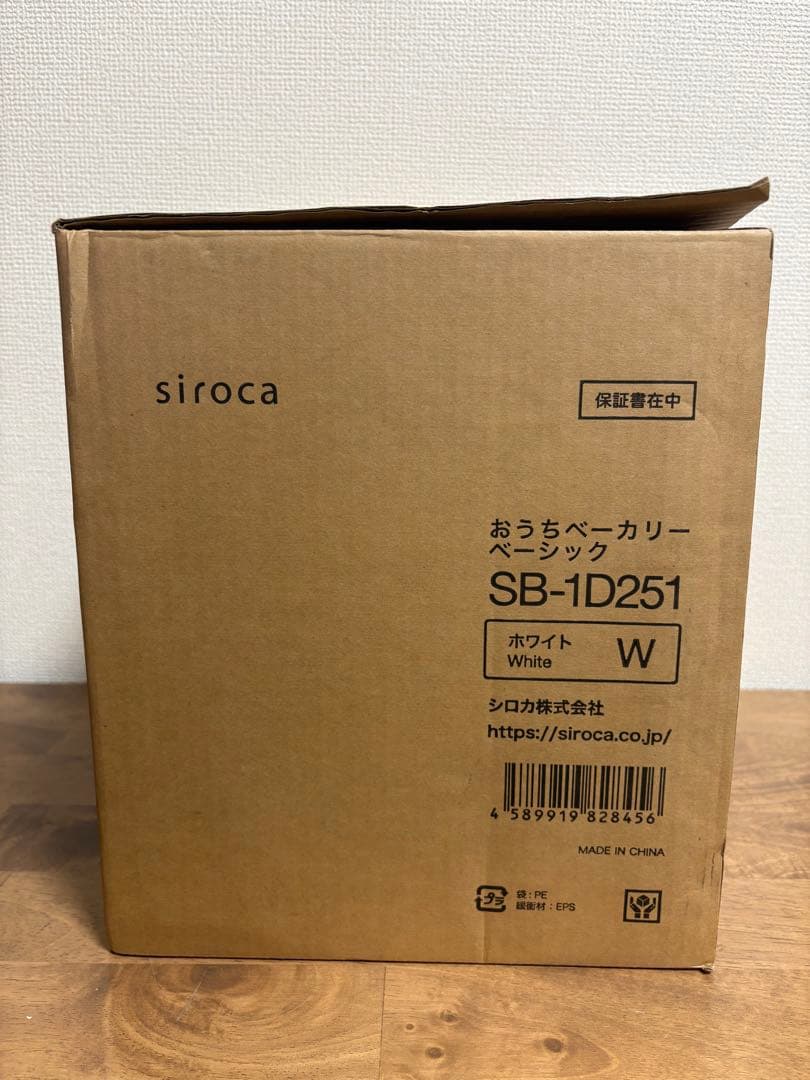 siroca
保証書在中
おうちベーカリー
ベーシック
SB-1D251
ホワイト
White
W
シロカ株式会社
https://siroca.co.jp/
4 589919 828456
MADE IN CHINA
プラ
袋：PE
緩衝材：EPS